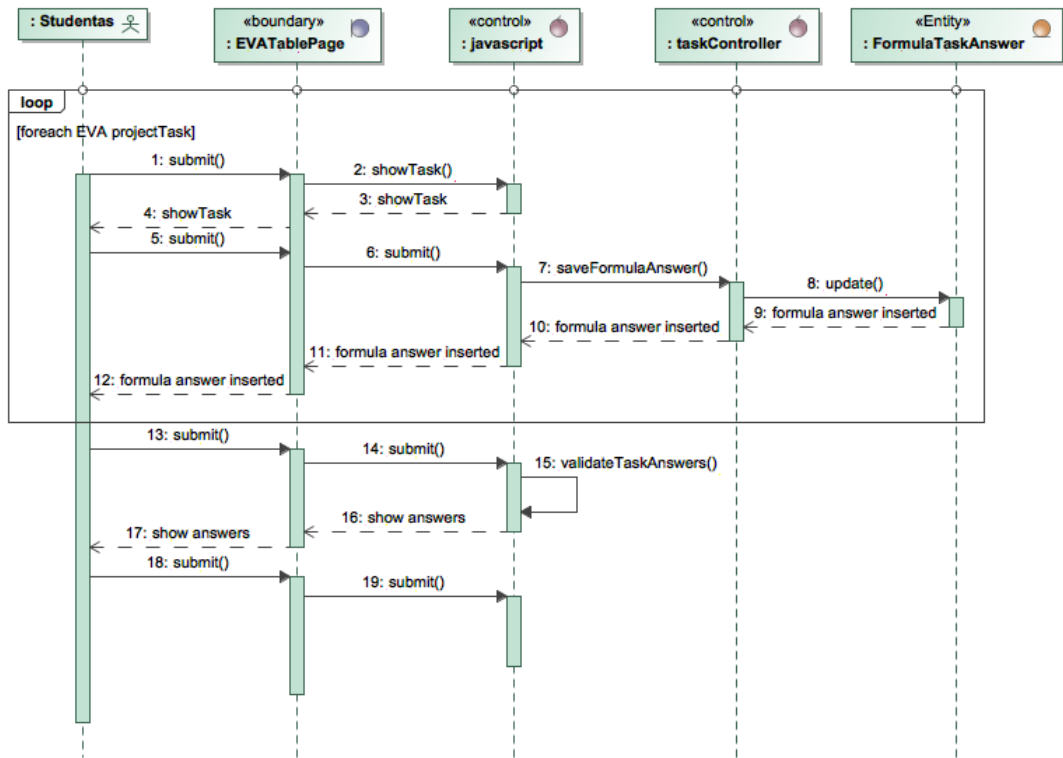 : Studentas
«boundary»
: EVATablePage
«control»
: javascript
«control»
: taskController
«Entity»
: FormulaTaskAnswer
loop
[foreach EVA projectTask]
1: submit()
2: showTask()
3: showTask
4: showTask
5: submit()
6: submit()
7: saveFormulaAnswer()
8: update()
9: formula answer inserted
10: formula answer inserted
11: formula answer inserted
12: formula answer inserted
13: submit()
14: submit()
15: validateTaskAnswers()
16: show answers
17: show answers
18: submit()
19: submit()